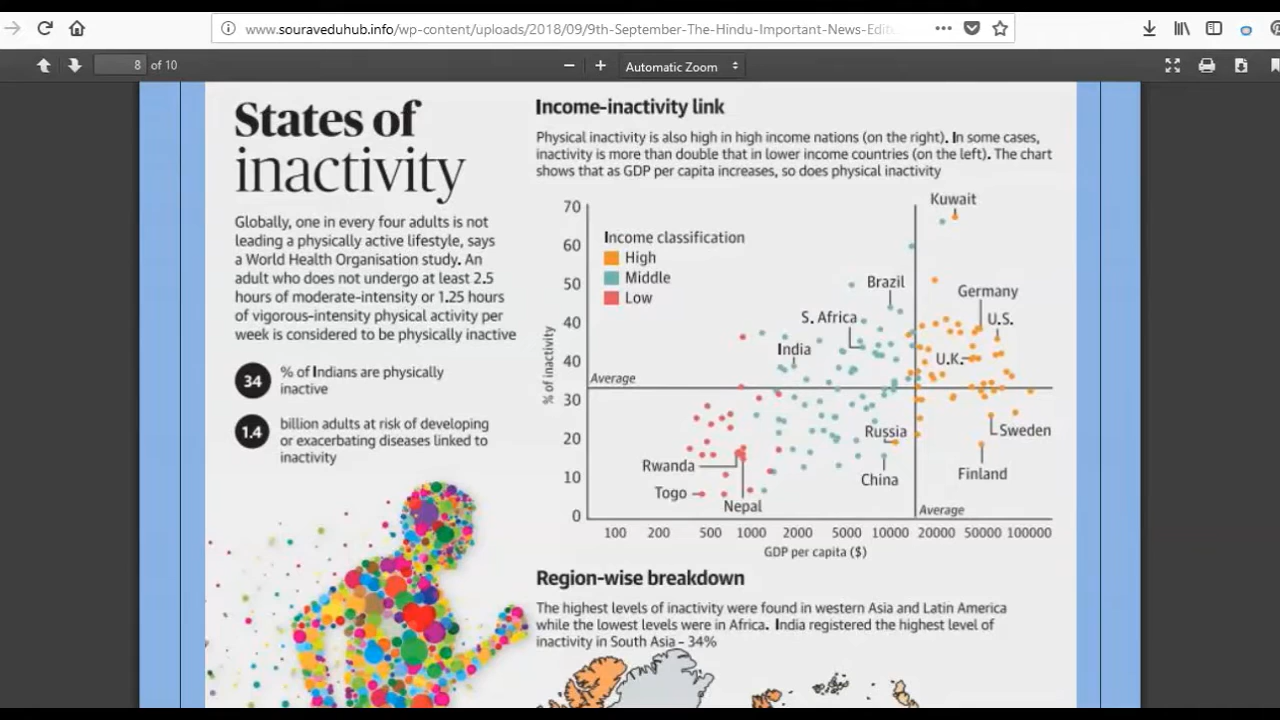 www.souraveduhub.info/wp-content/uploads/2018/09/9th-September-The-Hindu-Important-News-Edit
8 of 10
Automatic Zoom
States of
inactivity
Globally, one in every four adults is not
leading a physically active lifestyle, says
a World Health Organisation study. An
adult who does not undergo at least 2.5
hours of moderate-intensity or 1.25 hours
of vigorous-intensity physical activity per
week is considered to be physically inactive
34 % of Indians are physically
inactive
1.4 billion adults at risk of developing
or exacerbating diseases linked to
inactivity
Income-inactivity link
Physical inactivity is also high in high income nations (on the right). In some cases,
inactivity is more than double that in lower income countries (on the left). The chart
shows that as GDP per capita increases, so does physical inactivity
% of inactivity
70
60
50
40
40
30
20
10
0
Income classification
High
Middle
Low
Kuwait
Brazil
Germany
S. Africa
U.S.
India
U.K.
Average
Russia
Sweden
Rwanda
China
Finland
Togo
Nepal
Average
100 200 500 1000 2000 5000 10000 20000 50000 100000
GDP per capita ($)
Region-wise breakdown
The highest levels of inactivity were found in western Asia and Latin America
while the lowest levels were in Africa. India registered the highest level of
inactivity in South Asia - 34%